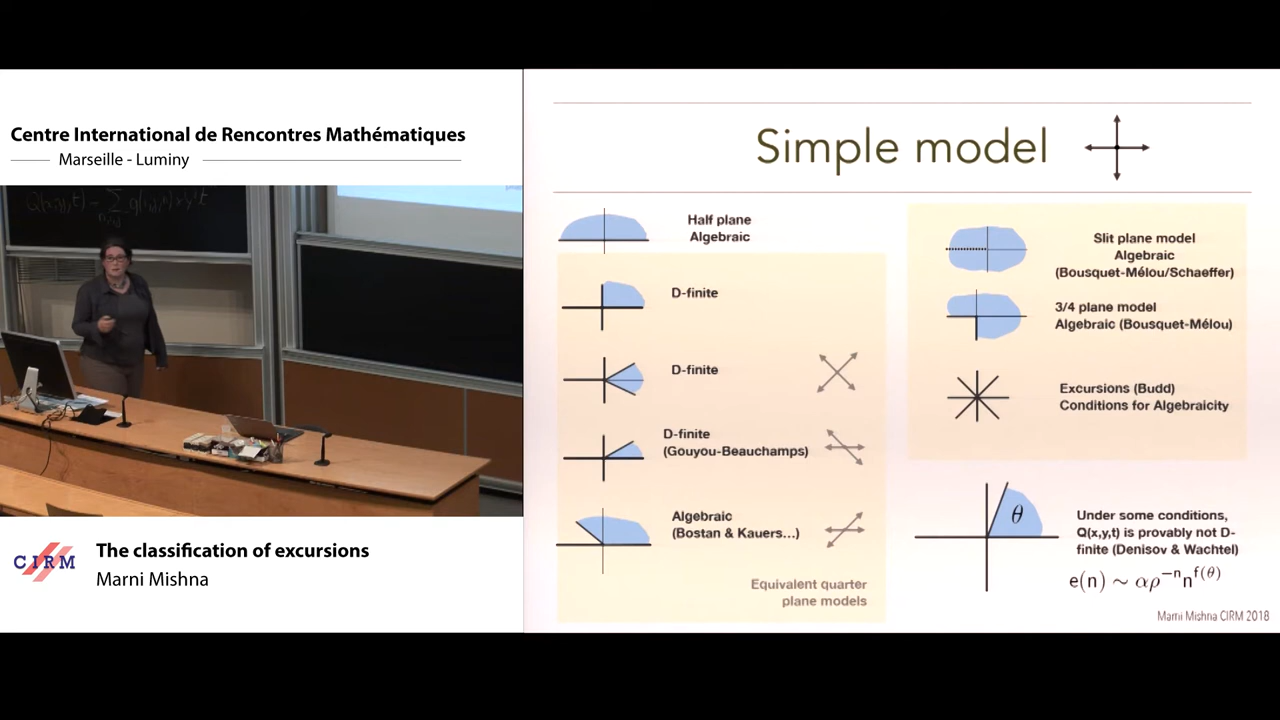 Centre International de Rencontres Mathématiques
Marseille - Luminy
CIRM
The classification of excursions
Marni Mishna
Simple model
Half plane
Algebraic
D-finite
D-finite
D-finite
(Gouyou-Beauchamps)
Algebraic
(Bostan & Kauers...)
Equivalent quarter
plane models
Slit plane model
Algebraic
(Bousquet-Mélou/Schaeffer)
3/4 plane model
Algebraic (Bousquet-Mélou)
Excursions (Budd)
Conditions for Algebraicity
θ
Under some conditions,
Q(x,y,t) is provably not D-
finite (Denisov & Wachtel)
e(n) ~ αρ⁻ⁿ n^f(θ)
Marni Mishna CIRM 2018